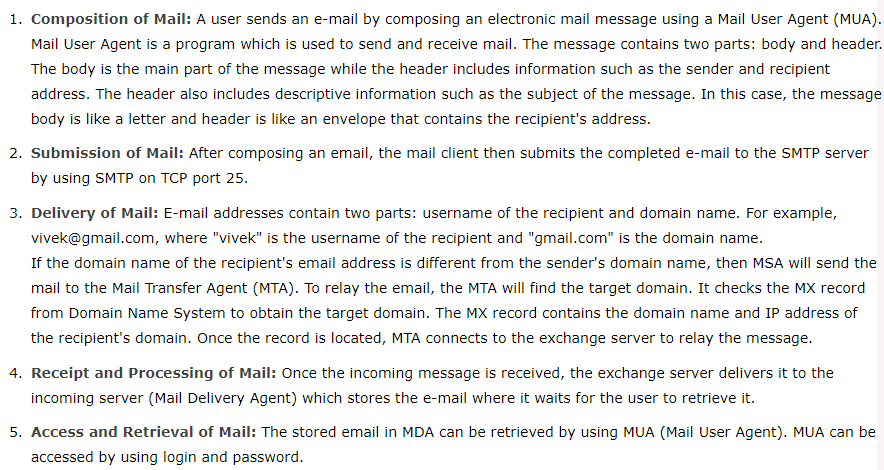 1. Composition of Mail: A user sends an e-mail by composing an electronic mail message using a Mail User Agent (MUA).
Mail User Agent is a program which is used to send and receive mail. The message contains two parts: body and header.
The body is the main part of the message while the header includes information such as the sender and recipient
address. The header also includes descriptive information such as the subject of the message. In this case, the message
body is like a letter and header is like an envelope that contains the recipient's address.
2. Submission of Mail: After composing an email, the mail client then submits the completed e-mail to the SMTP server
by using SMTP on TCP port 25.
3. Delivery of Mail: E-mail addresses contain two parts: username of the recipient and domain name. For example,
vivek@gmail.com, where "vivek" is the username of the recipient and "gmail.com" is the domain name.
If the domain name of the recipient's email address is different from the sender's domain name, then MSA will send the
mail to the Mail Transfer Agent (MTA). To relay the email, the MTA will find the target domain. It checks the MX record
from Domain Name System to obtain the target domain. The MX record contains the domain name and IP address of
the recipient's domain. Once the record is located, MTA connects to the exchange server to relay the message.
4. Receipt and Processing of Mail: Once the incoming message is received, the exchange server delivers it to the
incoming server (Mail Delivery Agent) which stores the e-mail where it waits for the user to retrieve it.
5. Access and Retrieval of Mail: The stored email in MDA can be retrieved by using MUA (Mail User Agent). MUA can be
accessed by using login and password.